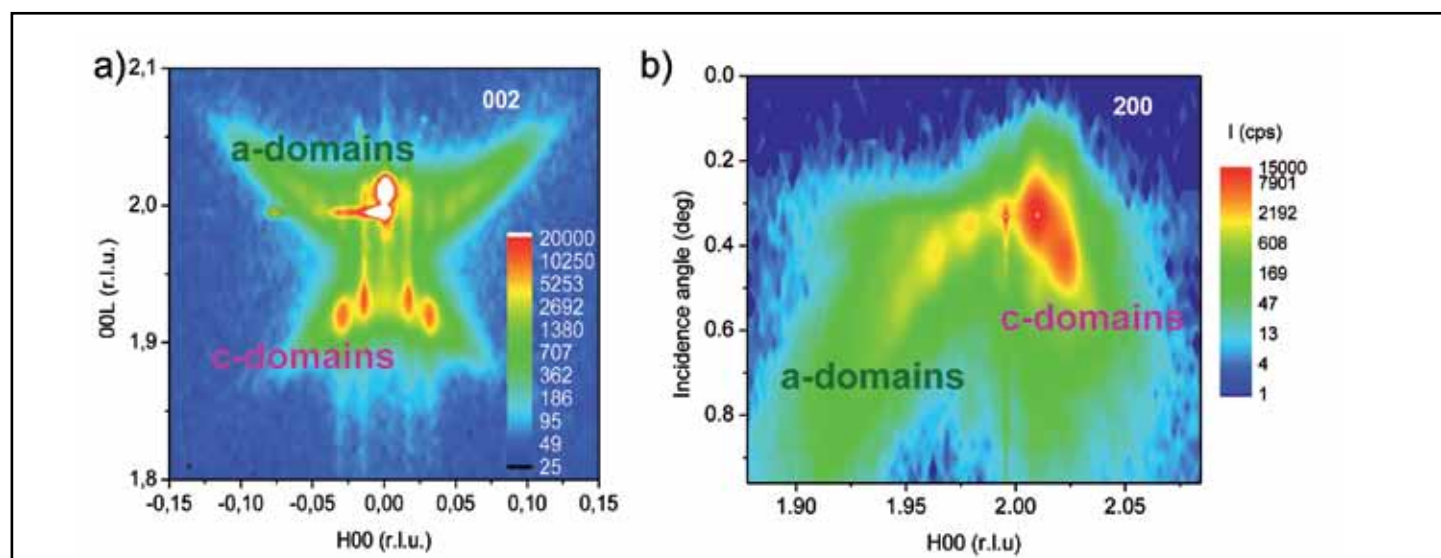 a)
002
a-domains
c-domains
2,1
2,0
1,9
1,8
00L (r.l.u.)
-0,15 -0,10 -0,05 0,00 0,05 0,10 0,15
H00 (r.l.u.)
20000
10250
5253
2692
1380
707
362
186
95
49
25
b)
200
c-domains
a-domains
0.0
0.2
0.4
0.6
0.8
Incidence angle (deg)
1.90 1.95 2.00 2.05
H00 (r.l.u)
I (cps)
15000
7901
2192
608
169
47
13
4
1